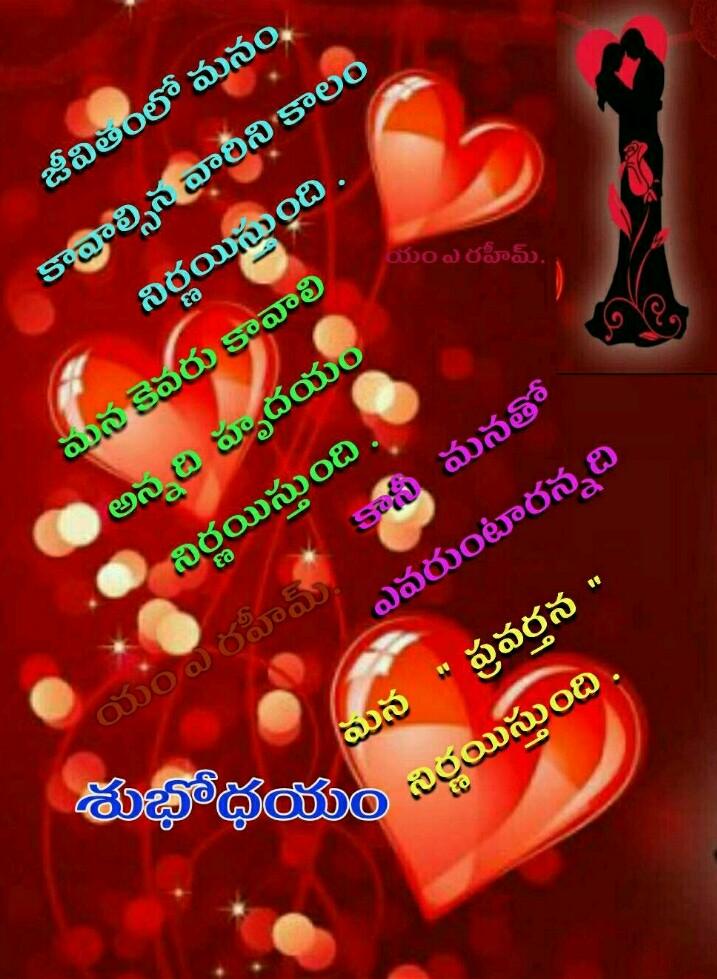 జీవితంలో మనం
కావాల్సిన వారిని కాలం
నిర్ణయిస్తుంది .
యం ఎ రహీమ్.
మన కెవరు కావాలి
అన్నది హృదయం
నిర్ణయిస్తుంది .
కానీ మనతో
ఎవరుంటారన్నది
యం ఎ రహీమ్.
మన " ప్రవర్తన "
నిర్ణయిస్తుంది .
శుభోధయం